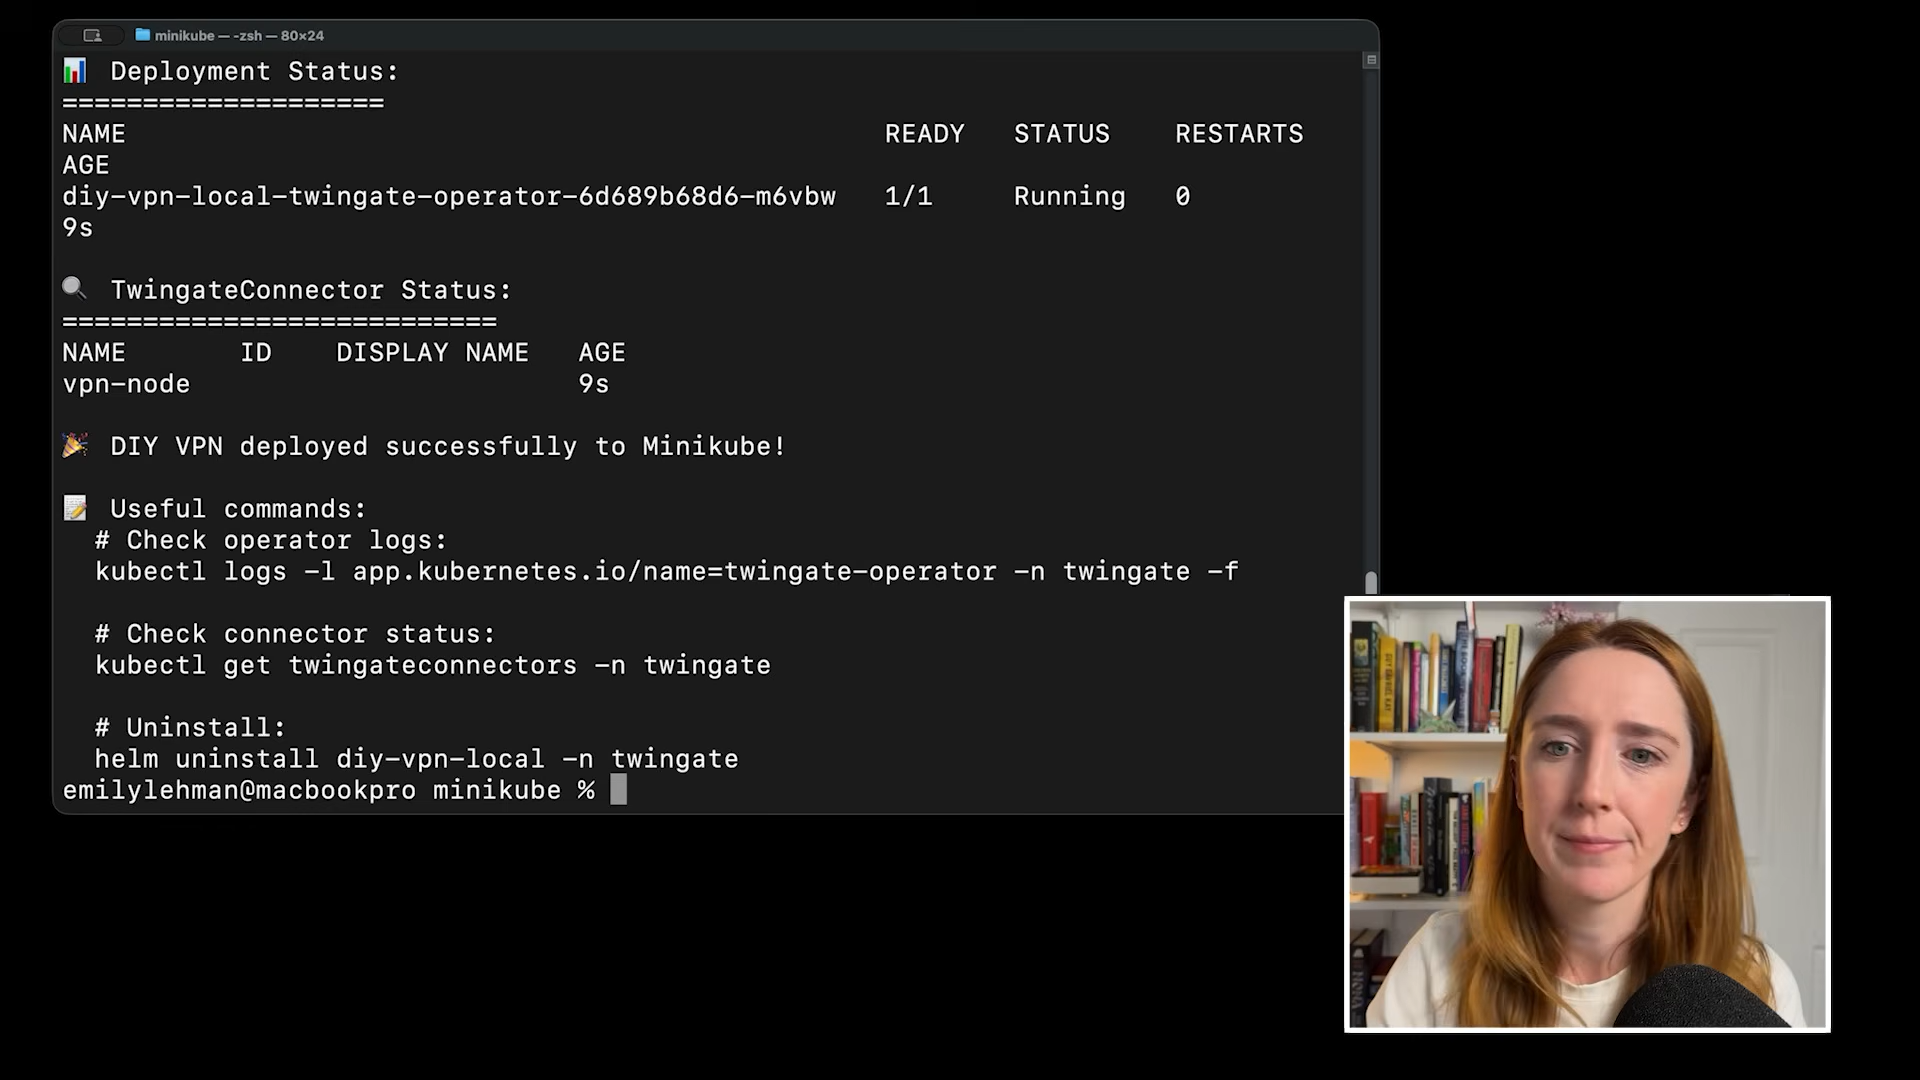 minikube — -zsh — 80×24
Deployment Status:
====================
NAME READY STATUS RESTARTS
AGE
diy-vpn-local-twingate-operator-6d689b68d6-m6vbw 1/1 Running 0
9s
TwingateConnector Status:
===========================
NAME ID DISPLAY NAME AGE
vpn-node 9s
DIY VPN deployed successfully to Minikube!
Useful commands:
# Check operator logs:
kubectl logs -l app.kubernetes.io/name=twingate-operator -n twingate -f
# Check connector status:
kubectl get twingateconnectors -n twingate
# Uninstall:
helm uninstall diy-vpn-local -n twingate
emilylehman@macbookpro minikube %